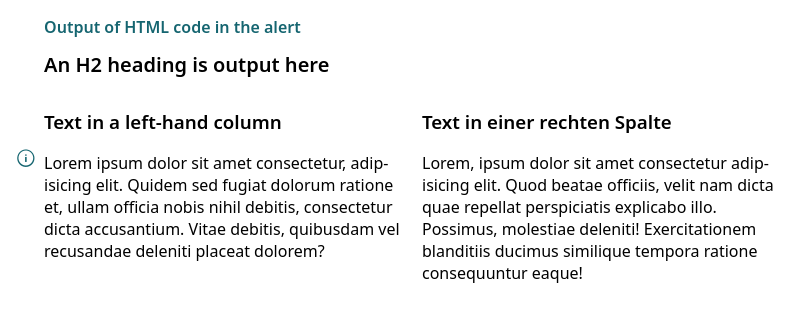 Output of HTML code in the alert
An H2 heading is output here
Text in a left-hand column
Lorem ipsum dolor sit amet consectetur, adip-
isicing elit. Quidem sed fugiat dolorum ratione
et, ullam officia nobis nihil debitis, consectetur
dicta accusantium. Vitae debitis, quibusdam vel
recusandae deleniti placeat dolorem?
Text in einer rechten Spalte
Lorem, ipsum dolor sit amet consectetur adip-
isicing elit. Quod beatae officiis, velit nam dicta
quae repellat perspiciatis explicabo illo.
Possimus, molestiae deleniti! Exercitationem
blanditiis ducimus similique tempora ratione
consequuntur eaque!